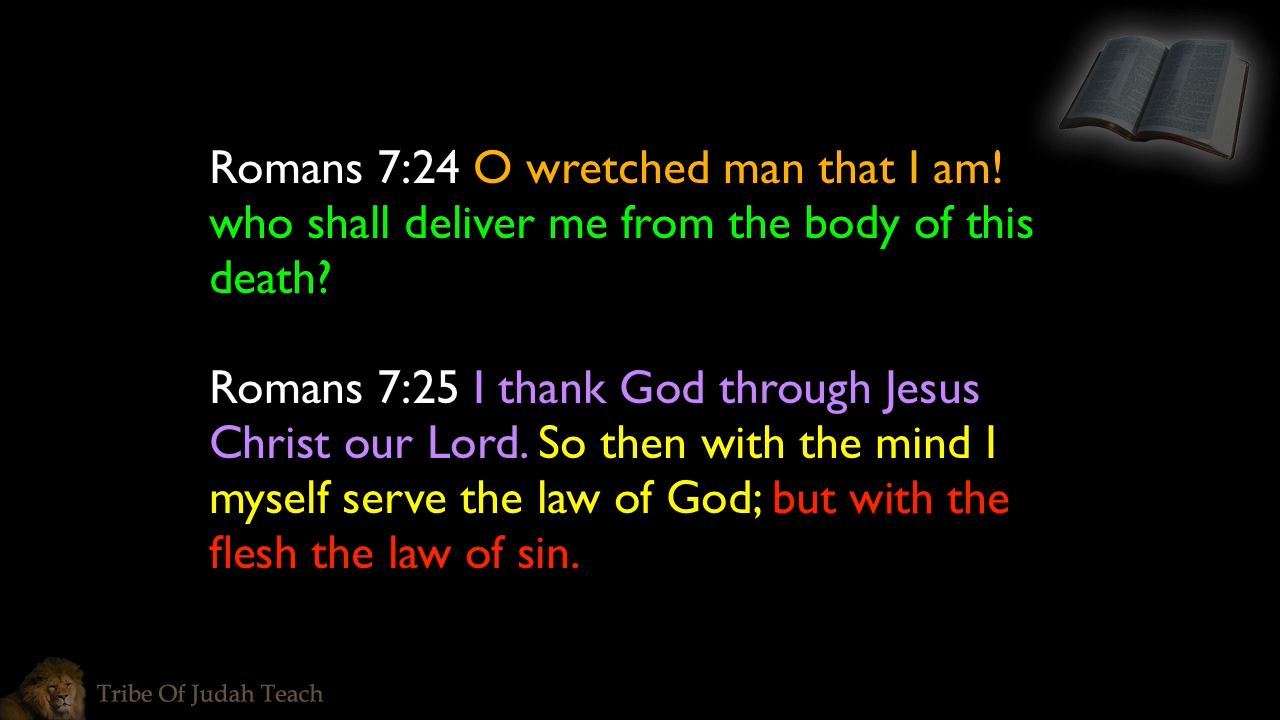 Romans 7:24 O wretched man that I am!
who shall deliver me from the body of this
death?
Romans 7:25 I thank God through Jesus
Christ our Lord. So then with the mind I
myself serve the law of God; but with the
flesh the law of sin.
Tribe Of Judah Teach